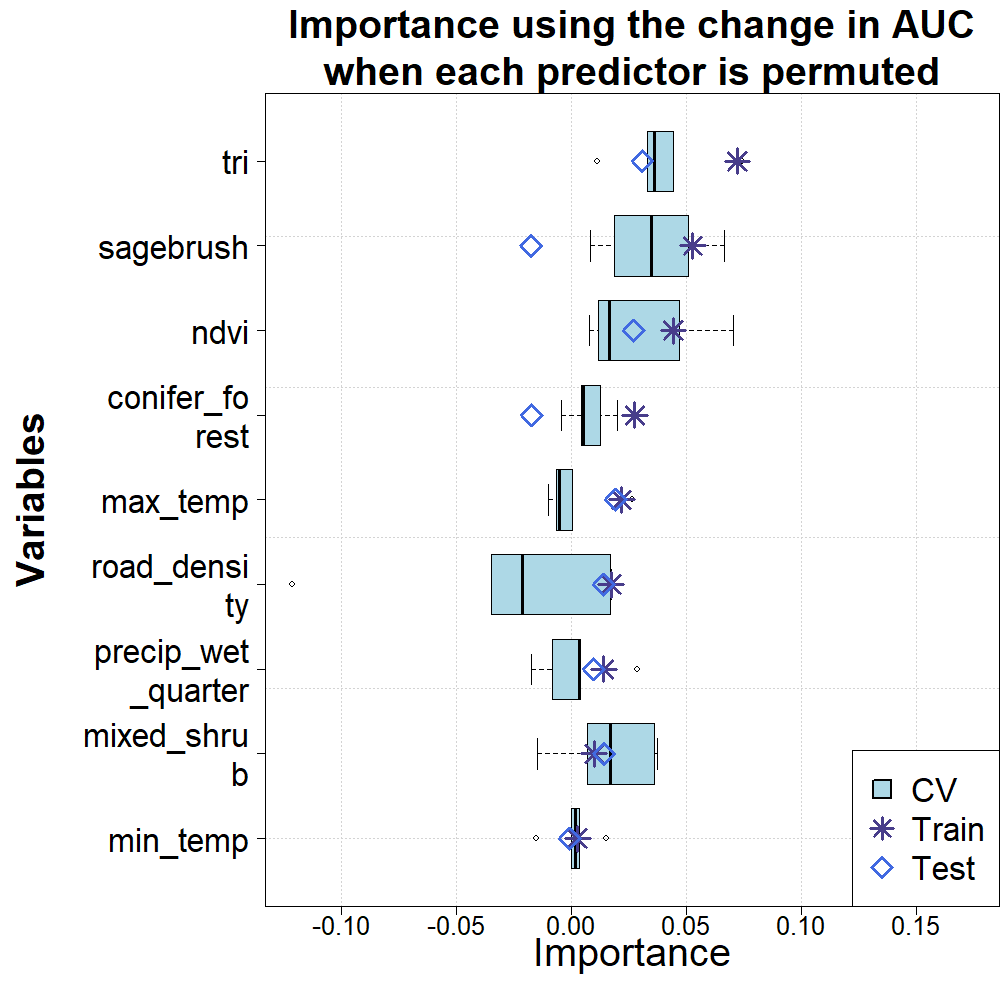 Importance using the change in AUC
when each predictor is permuted
Variables
tri
sagebrush
ndvi
conifer_fo
rest
max_temp
road_densi
ty
precip_wet
_quarter
mixed_shru
b
min_temp
CV
Train
Test
-0.10 -0.05 0.00 0.05 0.10 0.15
Importance